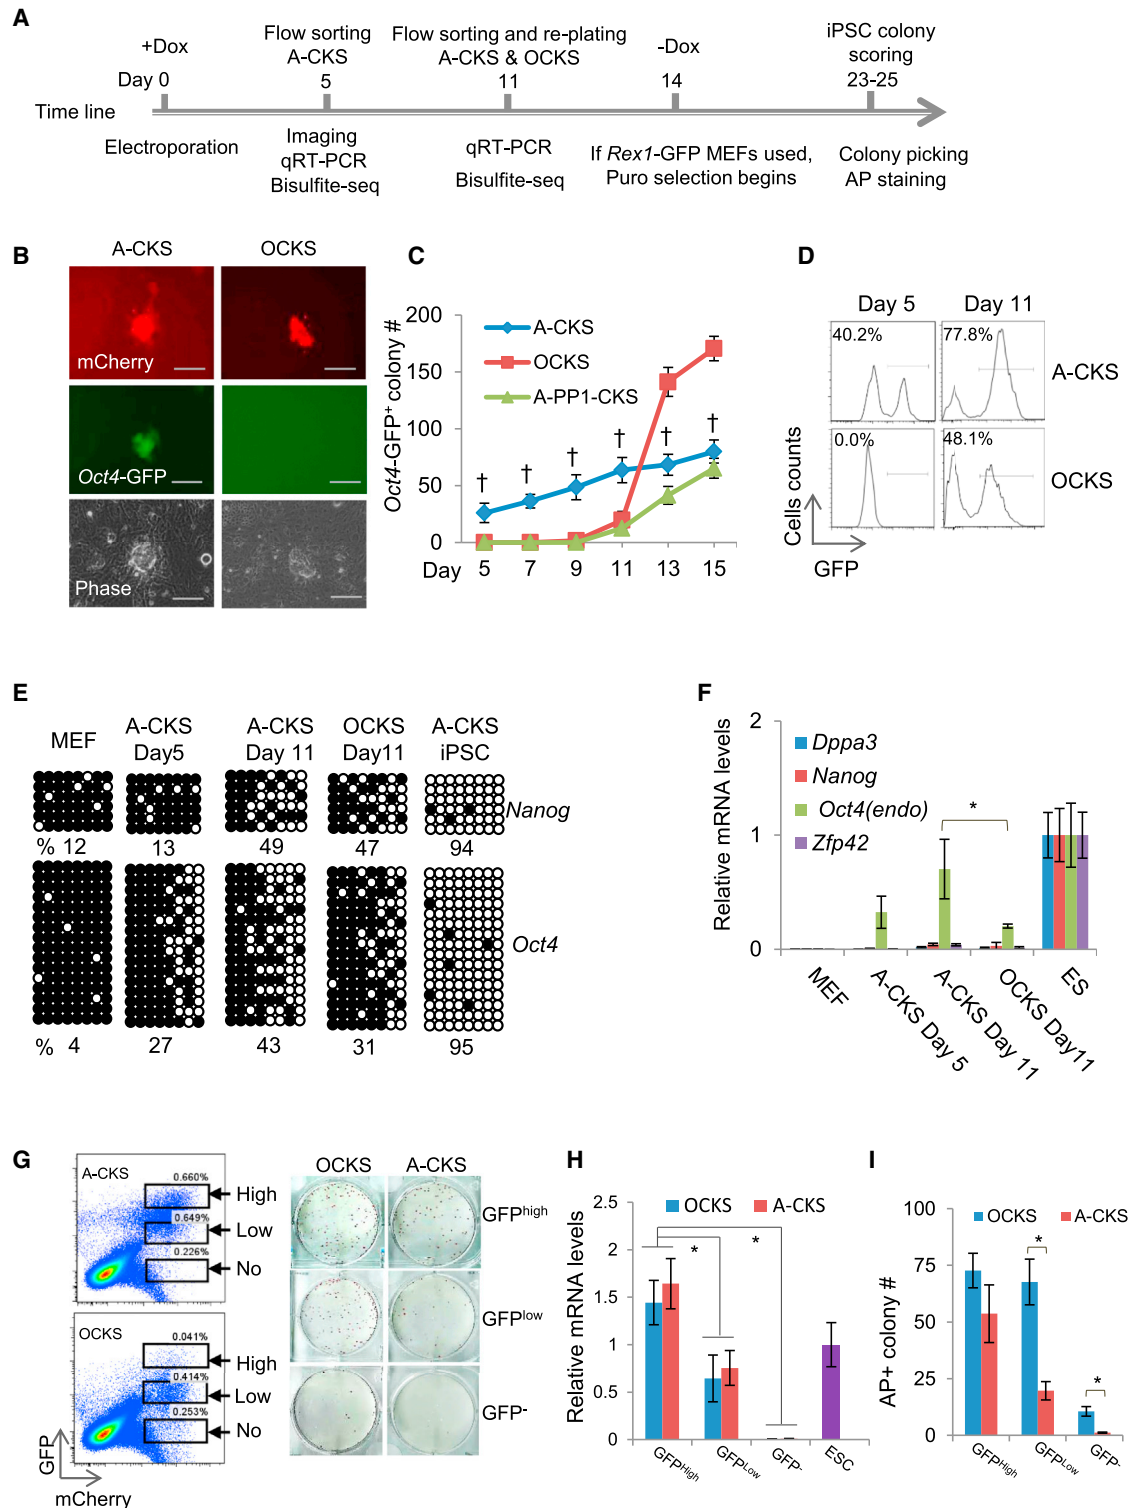 A
+Dox
Flow sorting
A-CKS
Flow sorting and re-plating
A-CKS & OCKS
-Dox
iPSC colony
scoring
Day 0
5
11
14
23-25
Time line
Electroporation
Imaging
qRT-PCR
Bisulfite-seq
qRT-PCR
Bisulfite-seq
If Rex1-GFP MEFs used,
Puro selection begins
Colony picking
AP staining
B
A-CKS
OCKS
mCherry
Oct4-GFP
Phase
C
Oct4-GFP+ colony #
200
150
100
50
0
A-CKS
OCKS
A-PP1-CKS
† † † † † †
Day 5 7 9 11 13 15
D
Day 5
Day 11
40.2%
77.8%
A-CKS
0.0%
48.1%
OCKS
Cells counts
GFP
E
MEF
A-CKS
Day5
A-CKS
Day 11
OCKS
Day11
A-CKS
iPSC
Nanog
% 12 13 49 47 94
Oct4
% 4 27 43 31 95
F
Relative mRNA levels
2
1
0
Dppa3
Nanog
Oct4(endo)
Zfp42
*
MEF
A-CKS Day 5
A-CKS Day 11
OCKS Day11
ES
G
A-CKS
0.660%
High
0.649%
Low
0.226%
No
OCKS
0.041%
High
0.414%
Low
0.253%
No
GFP
mCherry
OCKS
A-CKS
GFPhigh
GFPlow
GFP-
H
Relative mRNA levels
2.5
2
1.5
1
0.5
0
OCKS
A-CKS
*
*
GFPHigh
GFPLow
GFP-
ESC
I
AP+ colony #
100
75
50
25
0
OCKS
A-CKS
*
*
GFPHigh
GFPLow
GFP-